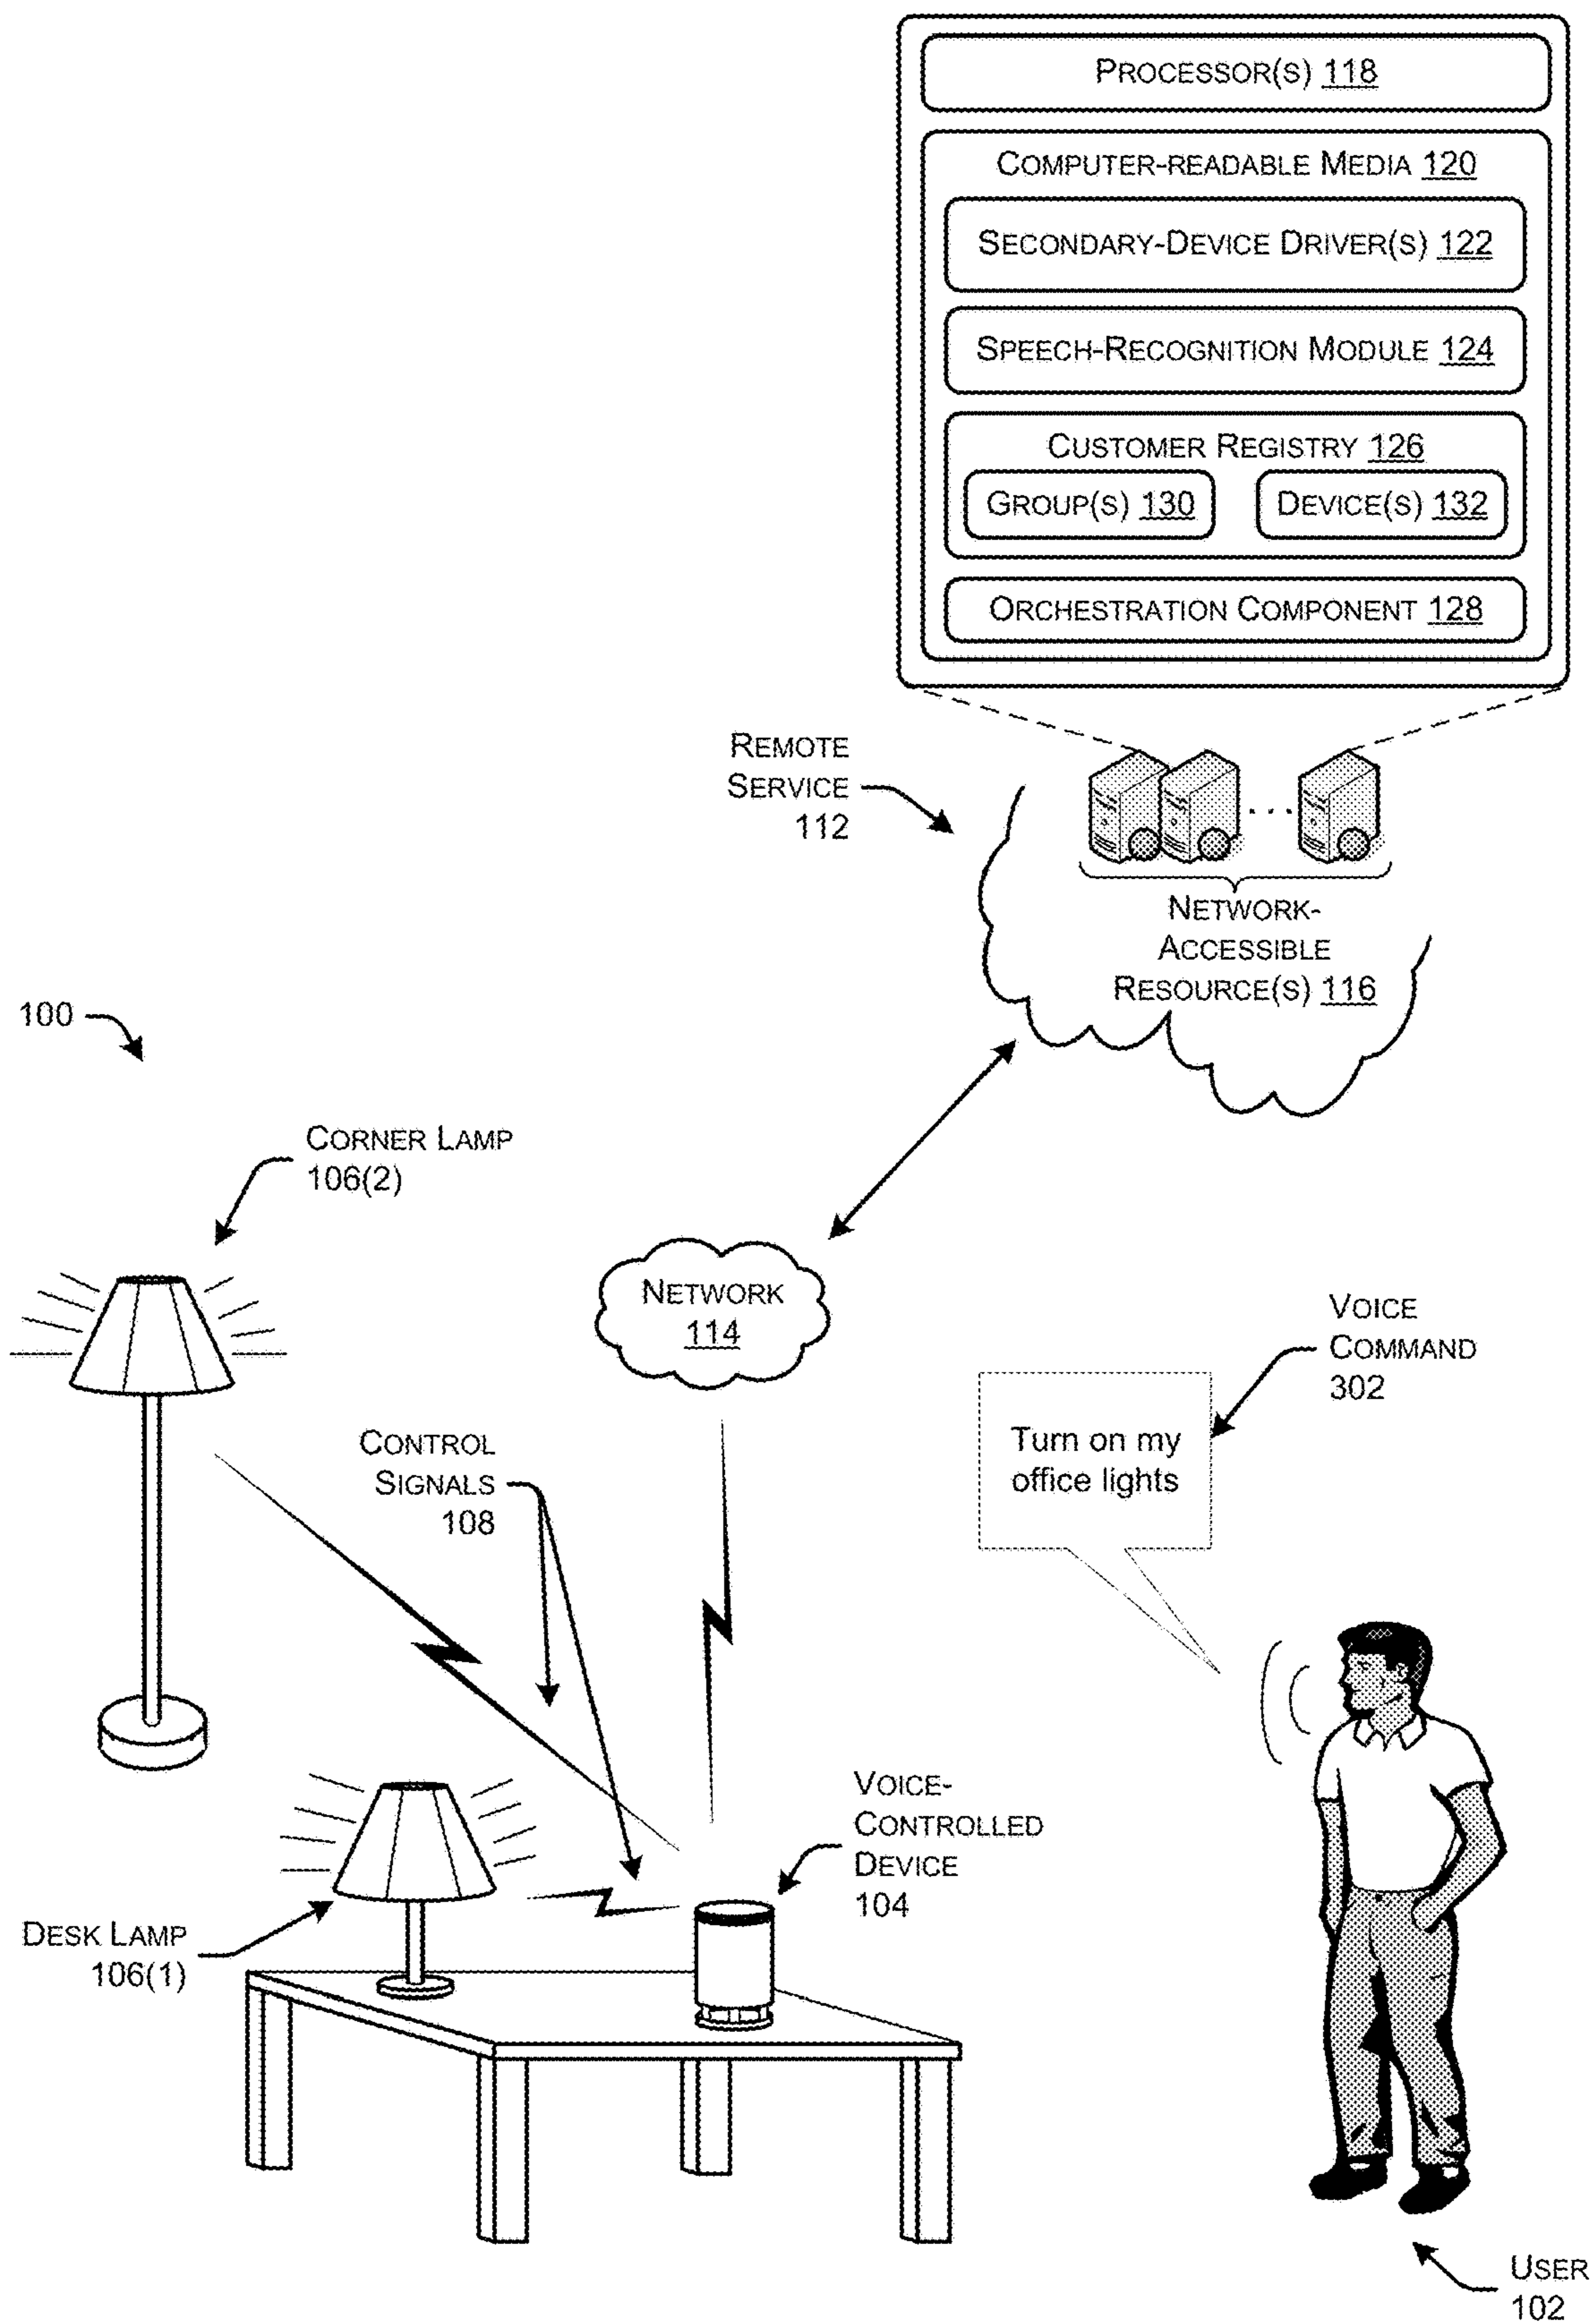 PROCESSOR(S) 118
COMPUTER-READABLE MEDIA 120
SECONDARY-DEVICE DRIVER(S) 122
SPEECH-RECOGNITION MODULE 124
CUSTOMER REGISTRY 126
GROUP(S) 130
DEVICE(S) 132
ORCHESTRATION COMPONENT 128
REMOTE
SERVICE
112
NETWORK-
ACCESSIBLE
RESOURCE(S) 116
100
CORNER LAMP
106(2)
NETWORK
114
VOICE
COMMAND
302
Turn on my
office lights
CONTROL
SIGNALS
108
VOICE-
CONTROLLED
DEVICE
104
DESK LAMP
106(1)
USER
102